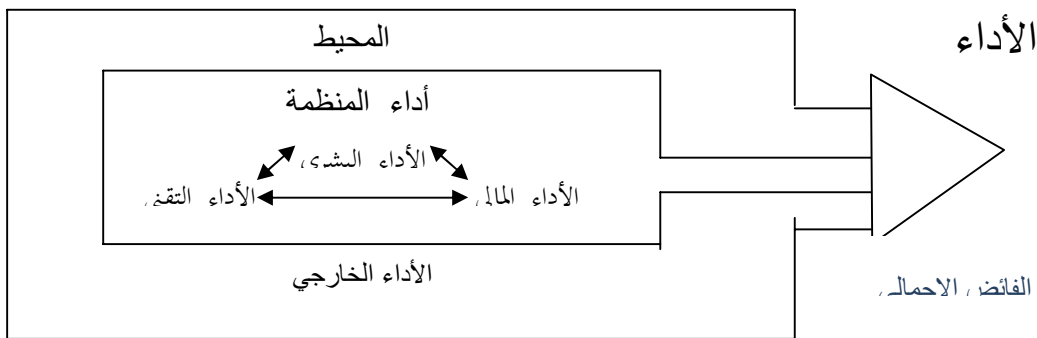 الأداء
المحيط
أداء المنظمة
الأداء البشري
الأداء التقني
الأداء المالي
الأداء الخارجي
الفائض الاجمالي